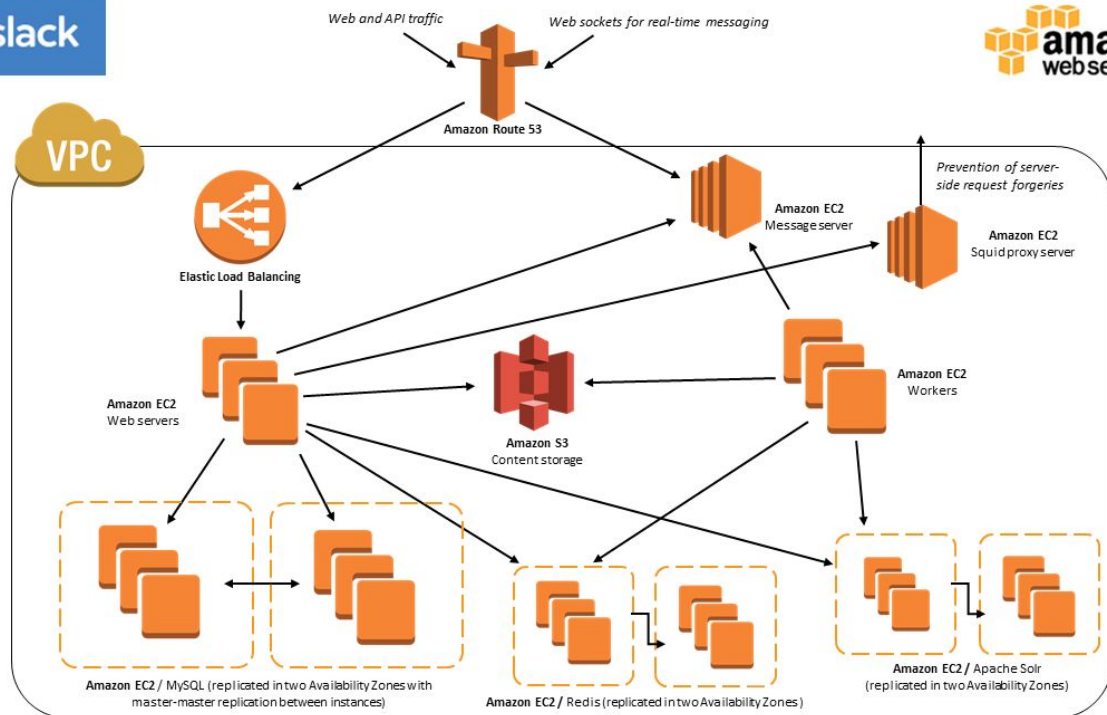 slack
Web and API traffic
Web sockets for real-time messaging
web se
Amazon Route 53
VPC
Prevention of server-
side request forgeries
Amazon EC2
Message server
Amazon EC2
Squid proxy server
Elastic Load Balancing
Amazon EC2
Web servers
Amazon S3
Content storage
Amazon EC2
Workers
Amazon EC2 / MySQL (replicated in two Availability Zones with
master-master replication between instances)
Amazon EC2 / Redis (replicated in two Availability Zones)
Amazon EC2 / Apache Solr
(replicated in two Availability Zones)